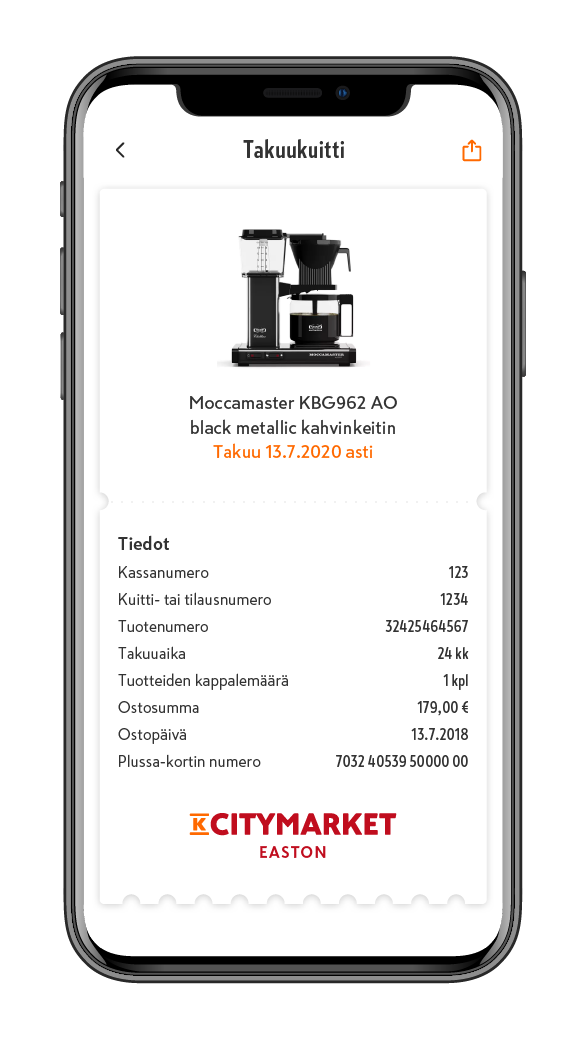 Takuukuitti
MOCCAMASTER
Moccamaster KBG962 AO
black metallic kahvinkeitin
Takuu 13.7.2020 asti
Tiedot
Kassanumero 123
Kuitti- tai tilausnumero 1234
Tuotenumero 32425464567
Takuuaika 24 kk
Tuotteiden kappalemäärä 1 kpl
Ostosumma 179,00 €
Ostopäivä 13.7.2018
Plussa-kortin numero 7032 40539 50000 00
K CITYMARKET
EASTON